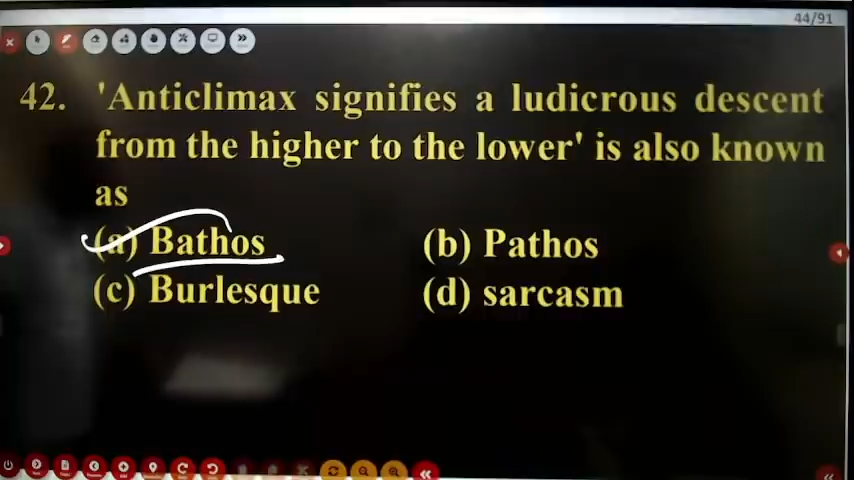 44/91
42. 'Anticlimax signifies a ludicrous descent
from the higher to the lower' is also known
as
(a) Bathos (b) Pathos
(c) Burlesque (d) sarcasm